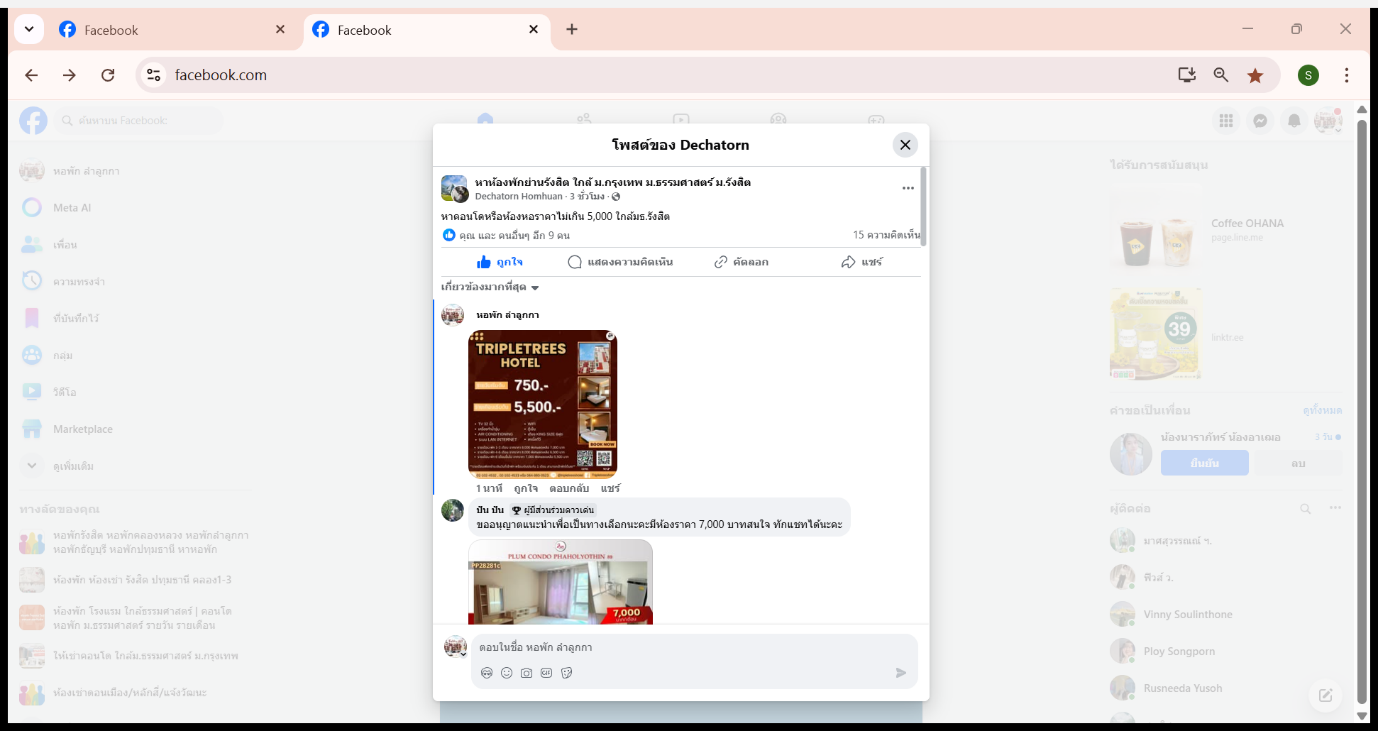 Facebook
Facebook
facebook.com
ค้นหาบน Facebook
หอพัก ลำลูกกา
Meta AI
เพื่อน
ความทรงจำ
ที่บันทึกไว้
กลุ่ม
วิดีโอ
Marketplace
ดูเพิ่มเติม
ทางลัดของคุณ
หอพักรังสิต หอพักคลองหลวง หอพักลำลูกกา
หอพักธัญบุรี หอพักปทุมธานี หาหอพัก
ห้องพัก ห้องเช่า รังสิต ปทุมธานี คลอง1-3
ห้องพัก โรงแรม ใกล้ธรรมศาสตร์ | คอนโด
หอพัก ม.ธรรมศาสตร์ รายวัน รายเดือน
ให้เช่าคอนโด ใกล้ม.ธรรมศาสตร์ ม.กรุงเทพ
ห้องเช่าดอนเมือง/หลักสี่/แจ้งวัฒนะ
โพสต์ของ Dechatorn
หาห้องพักย่านรังสิต ใกล้ ม.กรุงเทพ ม.ธรรมศาสตร์ ม.รังสิต
Dechatorn Homhuan · 3 ชั่วโมง ·
หาคอนโดหรือห้องหอราคาไม่เกิน 5,000 ใกล้มธ.รังสิต
คุณ และ คนอื่นๆ อีก 9 คน
15 ความคิดเห็น
ถูกใจ แสดงความคิดเห็น คัดลอก แชร์
เกี่ยวข้องมากที่สุด
หอพัก ลำลูกกา
TRIPLETREES
HOTEL
750.-
5,500.-
BOOK NOW
1 นาที ถูกใจ ตอบกลับ แชร์
ปัน ปัน ผู้มีส่วนร่วมดาวเด่น
ขออนุญาตแนะนำเพื่อเป็นทางเลือกนะคะมีห้องราคา 7,000 บาทสนใจ ทักแชทได้นะคะ
PLUM CONDO PHAHOLYOTHIN 89
PP28281c
7,000
ตอบในชื่อ หอพัก ลำลูกกา
GIF
S
ได้รับการสนับสนุน
Coffee OHANA
page.line.me
39
linktr.ee
คำขอเป็นเพื่อน
ดูทั้งหมด
น้องนาราภัทร์ น้องอาเฌอ
3 วัน
ยืนยัน
ลบ
ผู้ติดต่อ
มาศสุวรรณณ์ ฯ.
ฟิวส์ ว.
Vinny Soulinthone
Ploy Songporn
Rusneeda Yusoh